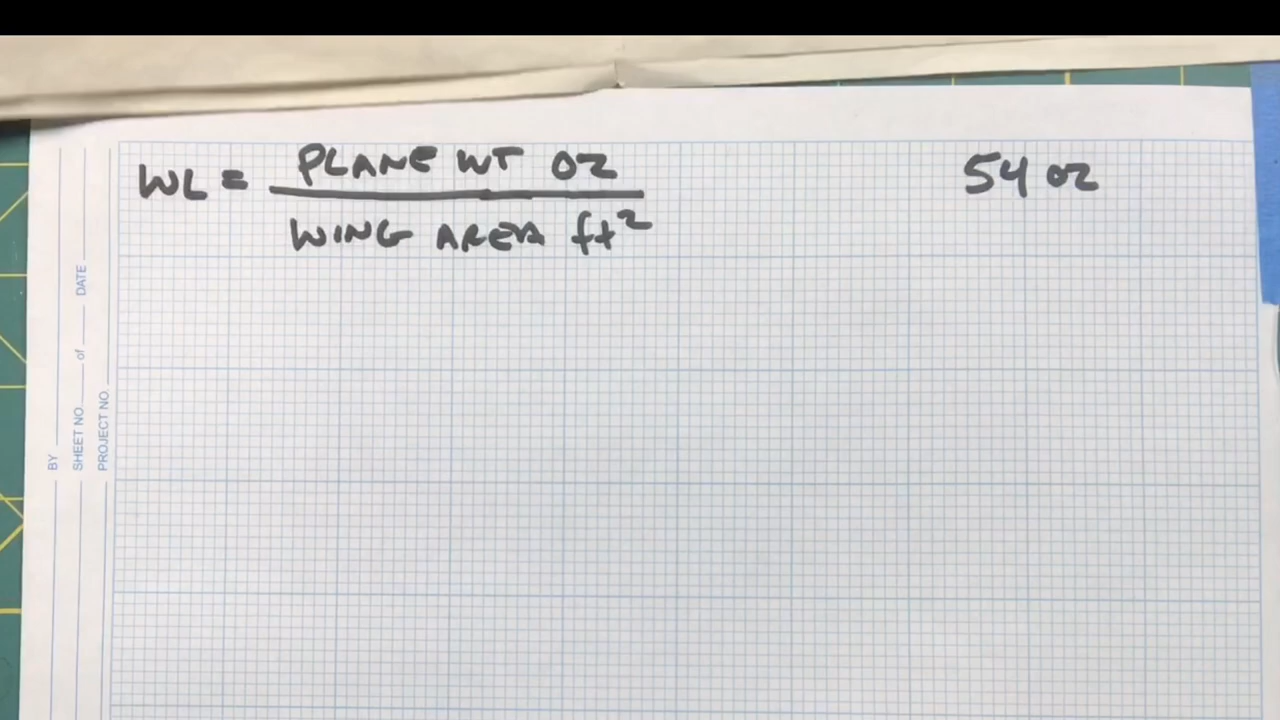 WL = PLANE WT OZ
WING AREA ft²
54 oz
BY
SHEET NO. of DATE
PROJECT NO.